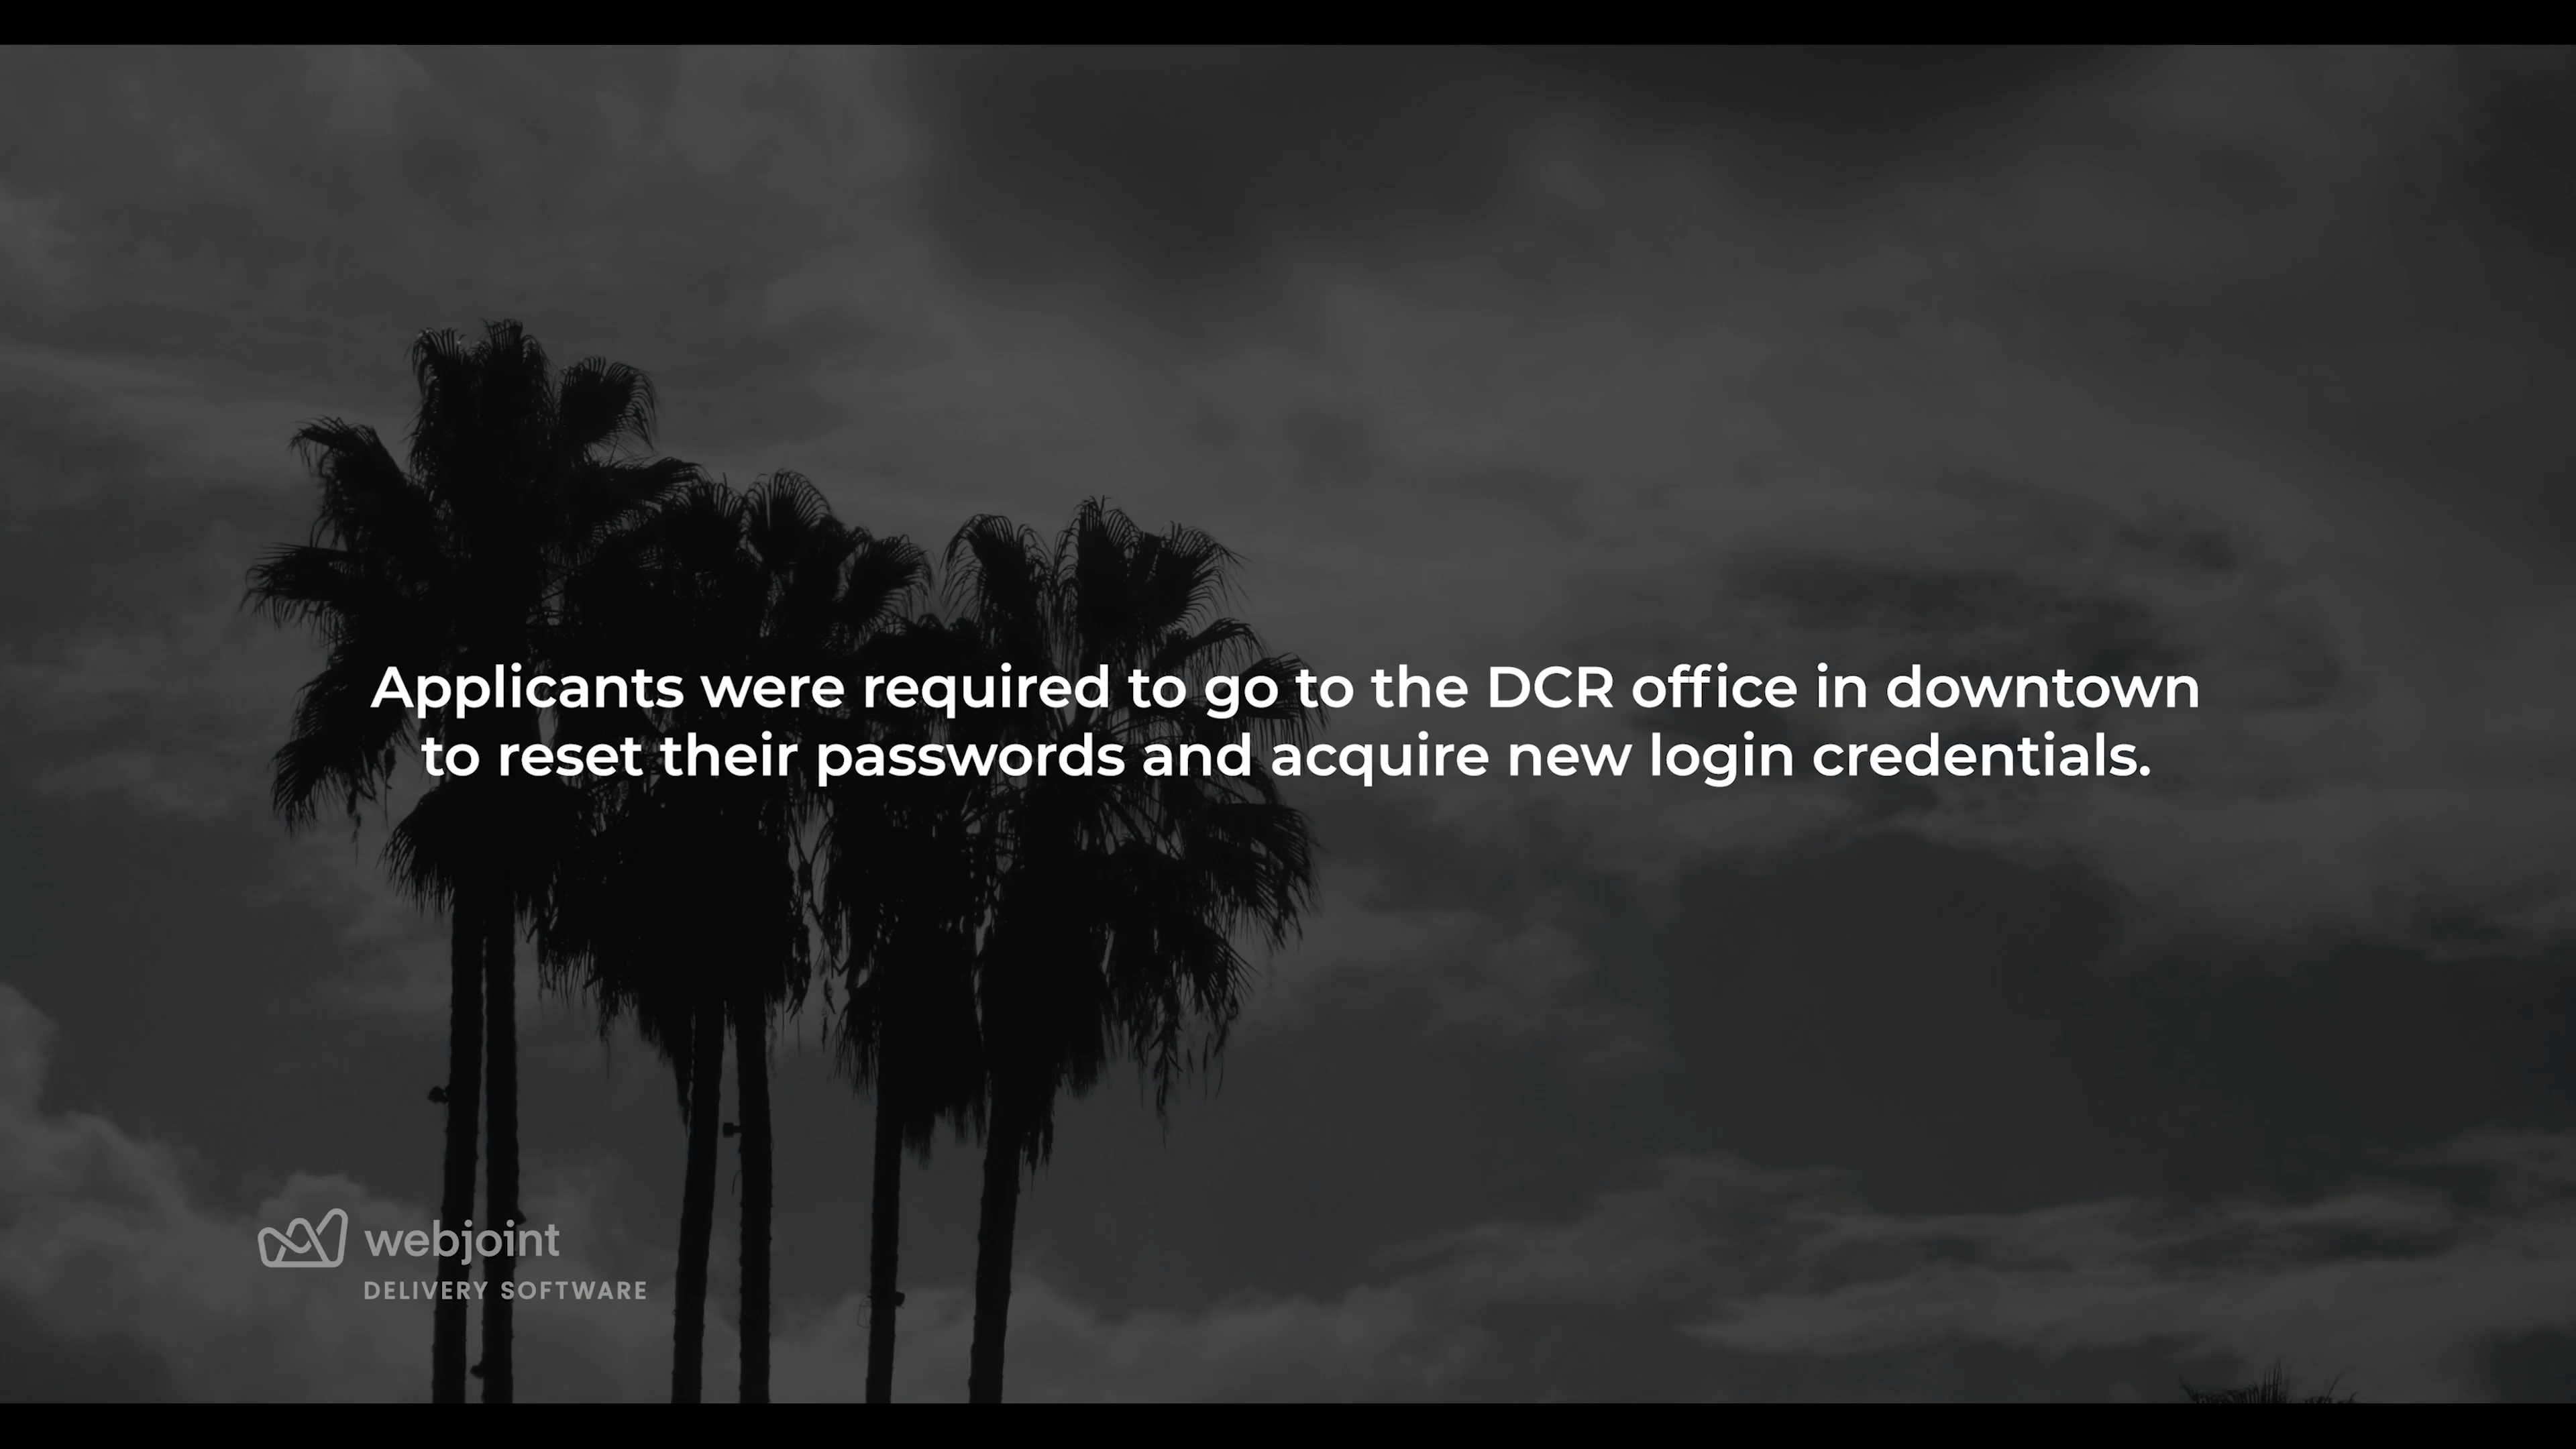 Applicants were required to go to the DCR office in downtown
to reset their passwords and acquire new login credentials.
webjoint
DELIVERY SOFTWARE